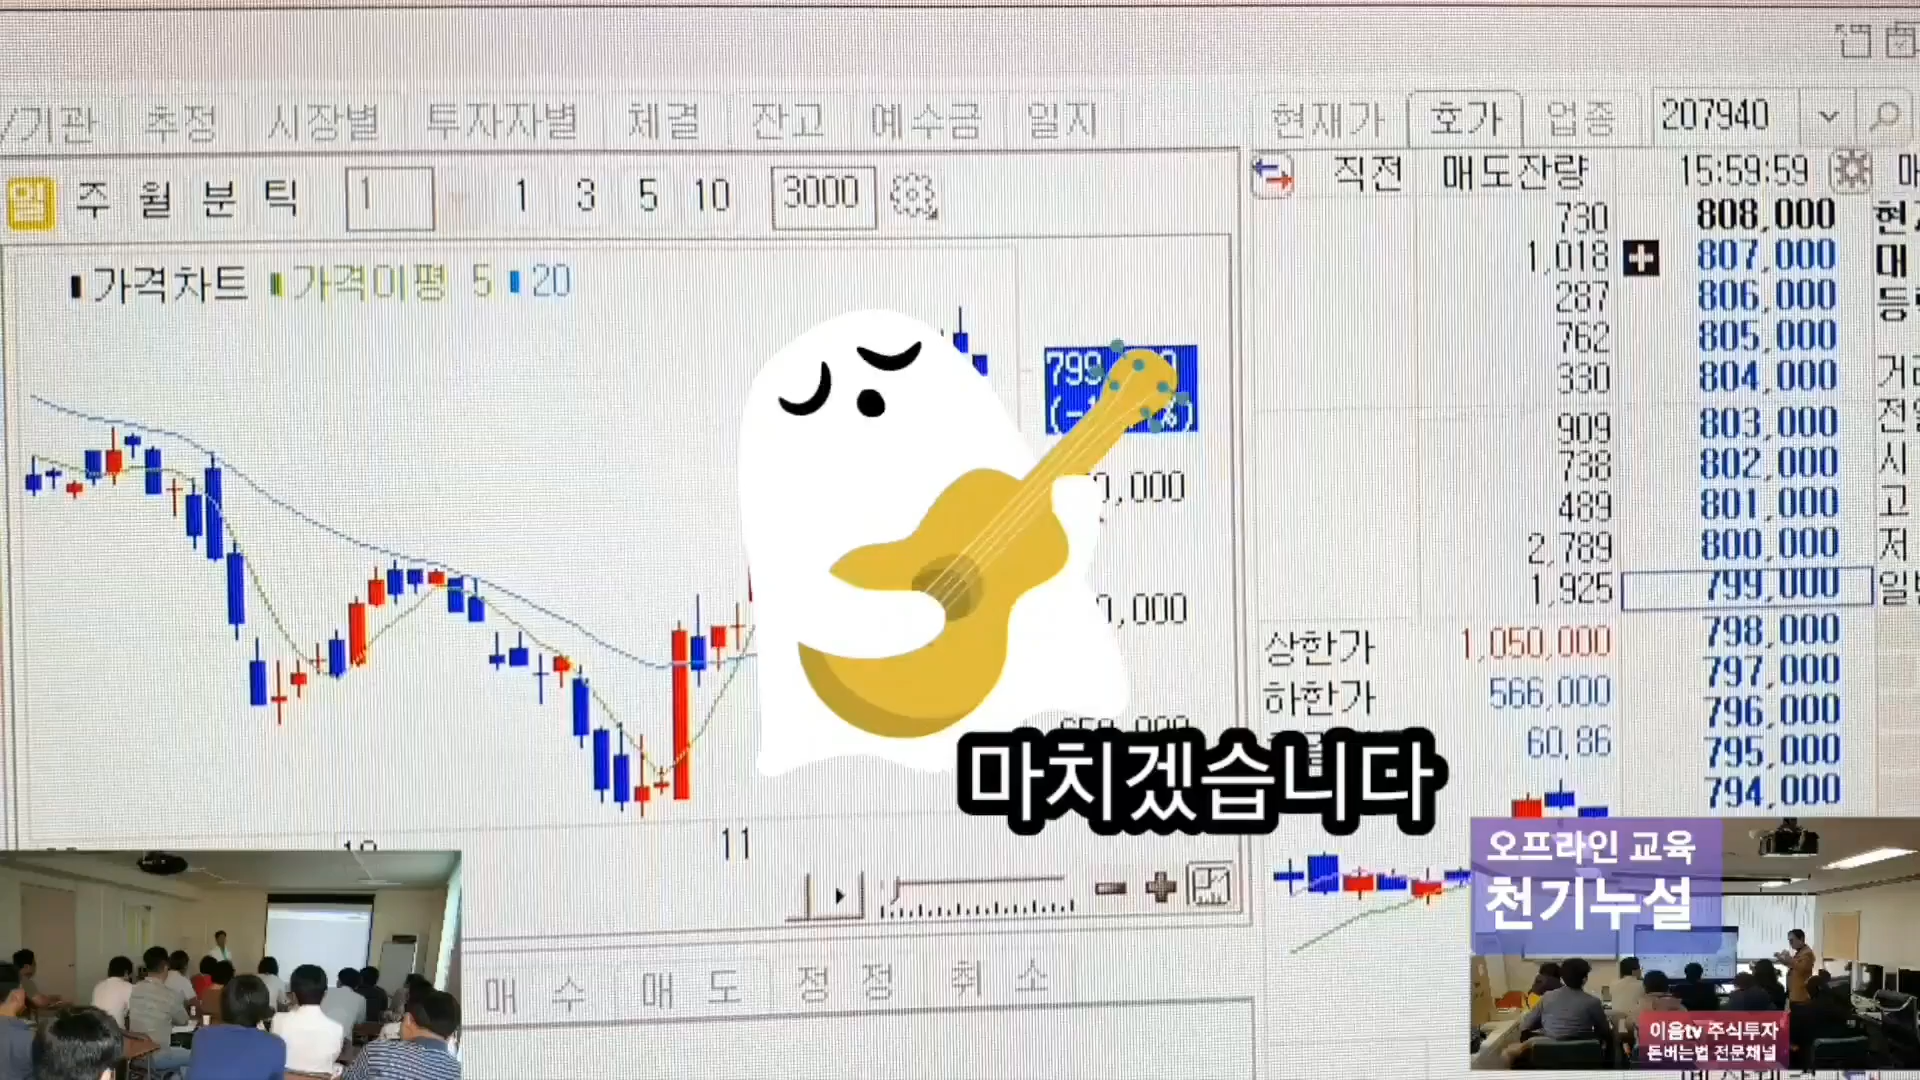 /기관 추정 시장별 투자자별 체결 잔고 예수금 일지
현재가 호가 업종 207940
일 주 월 분 틱 1 1 3 5 10 3000
직전 매도잔량 15:59:59
가격차트 가격이평 5 20
730 808,000
1,018 807,000
287 806,000
762 805,000
330 804,000
909 803,000
738 802,000
489 801,000
2,789 800,000
1,925 799,000
상한가 1,050,000 798,000
797,000
하한가 566,000 796,000
60.86 795,000
794,000
마치겠습니다
11
매 수 매 도 정 정 취 소
오프라인 교육
천기누설
이음tv 주식투자
돈버는법 전문채널